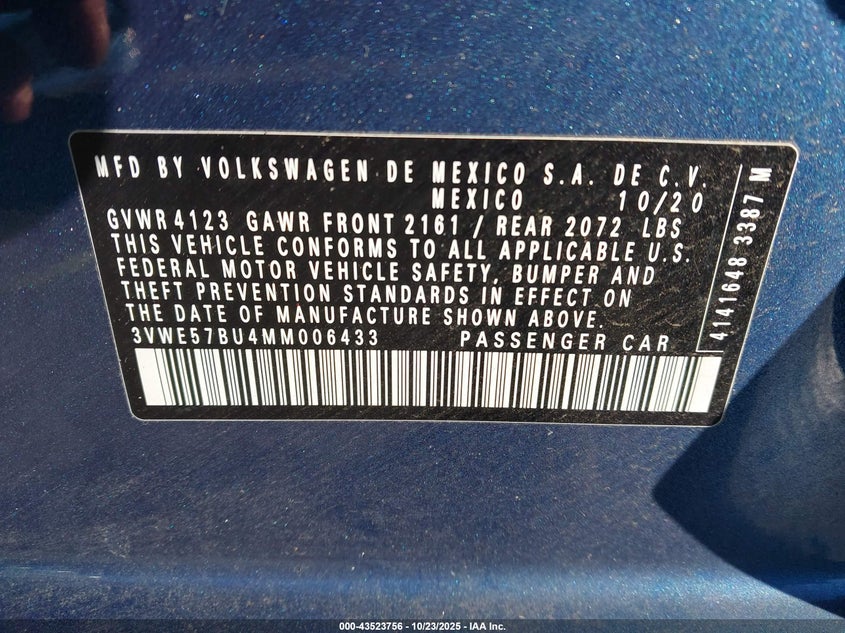 MFD BY VOLKSWAGEN DE MEXICO S.A. DE C.V.
MEXICO 10/20
GVWR 4123 GAWR FRONT 2161 / REAR 2072 LBS
THIS VEHICLE CONFORMS TO ALL APPLICABLE U.S.
FEDERAL MOTOR VEHICLE SAFETY, BUMPER AND
THEFT PREVENTION STANDARDS IN EFFECT ON
THE DATE OF MANUFACTURE SHOWN ABOVE.
3VWE57BU4MM006433 PASSENGER CAR
4141648 3387 M
000-43523756 - 10/23/2025 - IAA Inc.